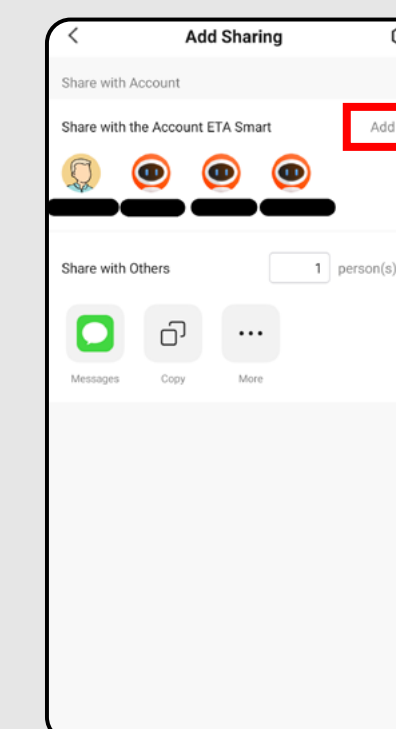 Add Sharing
Share with Account
Share with the Account ETA Smart
Add
Share with Others
1 person(s)
Messages Copy More